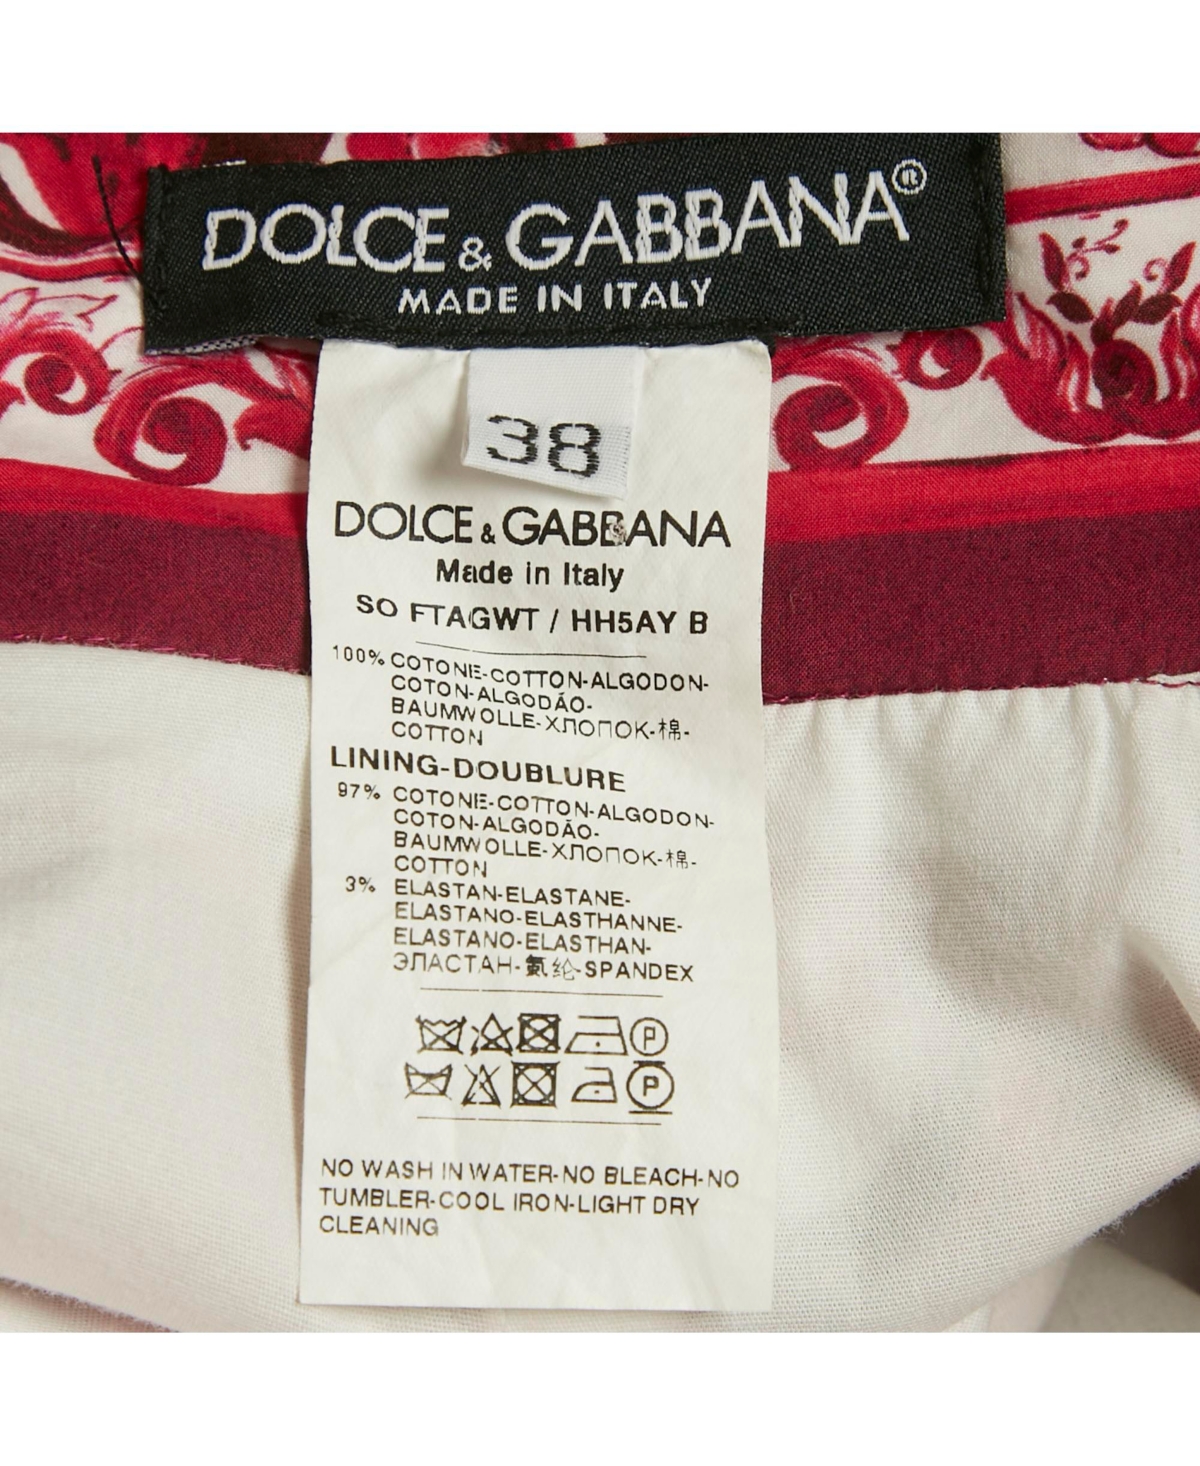 DOLCE & GABBANA®
MADE IN ITALY
38
DOLCE & GABBANA
Made in Italy
SO FTAGWT / HH5AY B
100% COTONE-COTTON-ALGODON-
COTON-ALGODÃO-
BAUMWOLLE-ХЛОПОК-棉-
COTTON
LINING-DOUBLURE
97% COTONE-COTTON-ALGODON-
COTON-ALGODÃO-
BAUMWOLLE-ХЛОПОК-棉-
COTTON
3% ELASTAN-ELASTANE-
ELASTANO-ELASTHANNE-
ELASTANO-ELASTHAN-
ЭЛАСТАН-氨纶-SPANDEX
P
P
NO WASH IN WATER-NO BLEACH-NO
TUMBLER-COOL IRON-LIGHT DRY
CLEANING